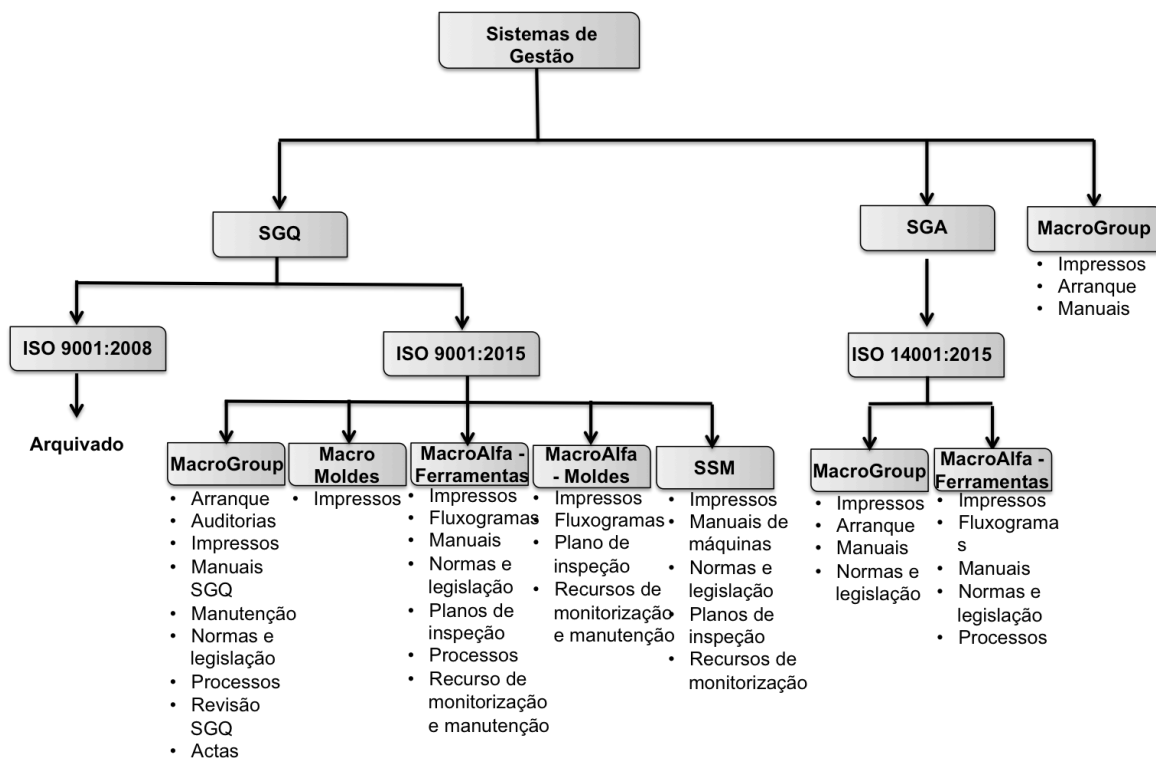 Sistemas de
Gestão
SGQ
SGA
MacroGroup
• Impressos
• Arranque
• Manuais
ISO 9001:2008
ISO 9001:2015
ISO 14001:2015
Arquivado
MacroGroup
• Arranque
• Auditorias
• Impressos
• Manuais
SGQ
• Manutenção
• Normas e
legislação
• Processos
• Revisão
SGQ
• Actas
Macro
Moldes
• Impressos
MacroAlfa -
Ferramentas
• Impressos
• Fluxogramas
• Manuais
• Normas e
legislação
• Planos de
inspeção
• Processos
• Recurso de
monitorização
e manutenção
MacroAlfa -
- Moldes
• Impressos
• Fluxogramas
• Plano de
inspeção
• Recursos de
monitorização
e manutenção
SSM
• Impressos
• Manuais de
máquinas
• Normas e
legislação
• Planos de
inspeção
• Recursos de
monitorização
MacroGroup
• Impressos
• Arranque
• Manuais
• Normas e
legislação
MacroAlfa -
Ferramentas
• Impressos
• Fluxograma
s
• Manuais
• Normas e
legislação
• Processos